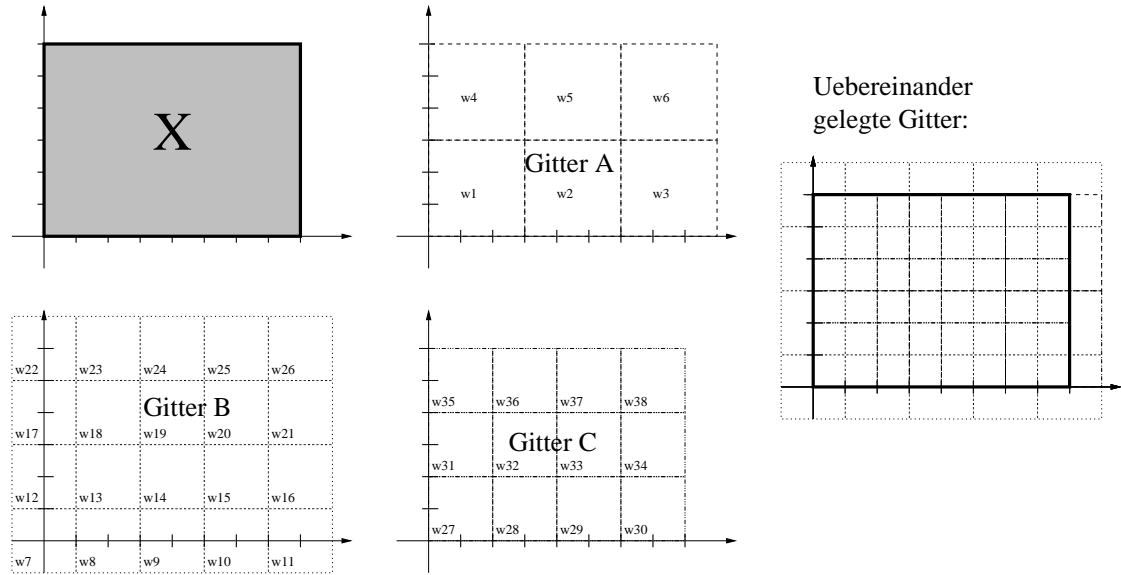 X
w4 w5 w6
Gitter A
w1 w2 w3
Uebereinander
gelegte Gitter:
w22 w23 w24 w25 w26
Gitter B
w17 w18 w19 w20 w21
w12 w13 w14 w15 w16
w7 w8 w9 w10 w11
w35 w36 w37 w38
Gitter C
w31 w32 w33 w34
w27 w28 w29 w30